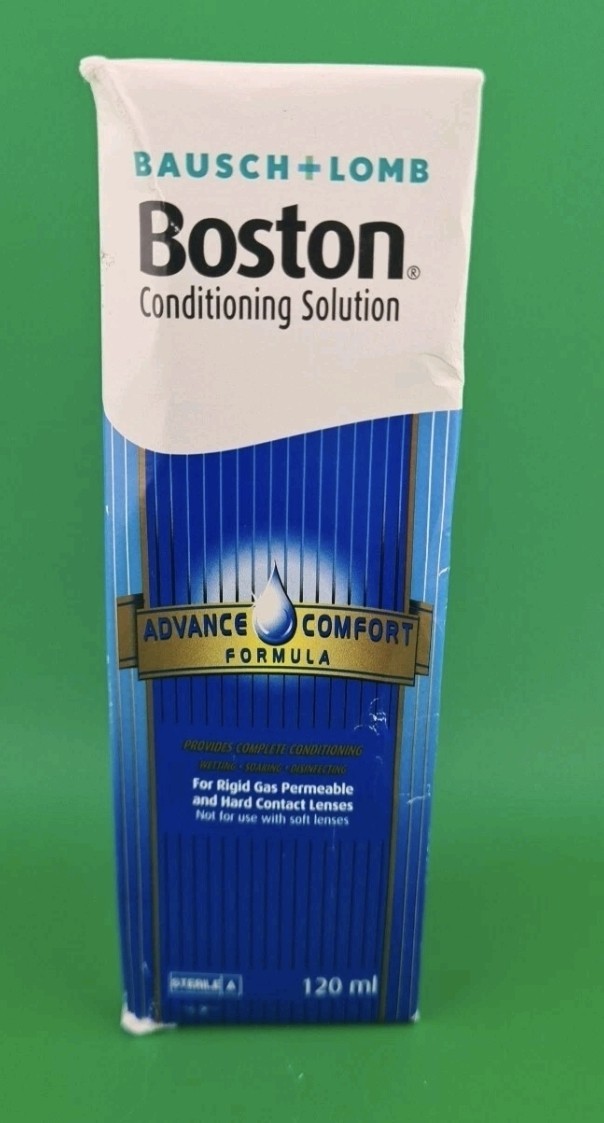 BAUSCH+LOMB
Boston®
Conditioning Solution
ADVANCE COMFORT
FORMULA
PROVIDES COMPLETE CONDITIONING
WETTING • SOAKING • DISINFECTING
For Rigid Gas Permeable
and Hard Contact Lenses
Not for use with soft lenses
STERILE A 120 ml